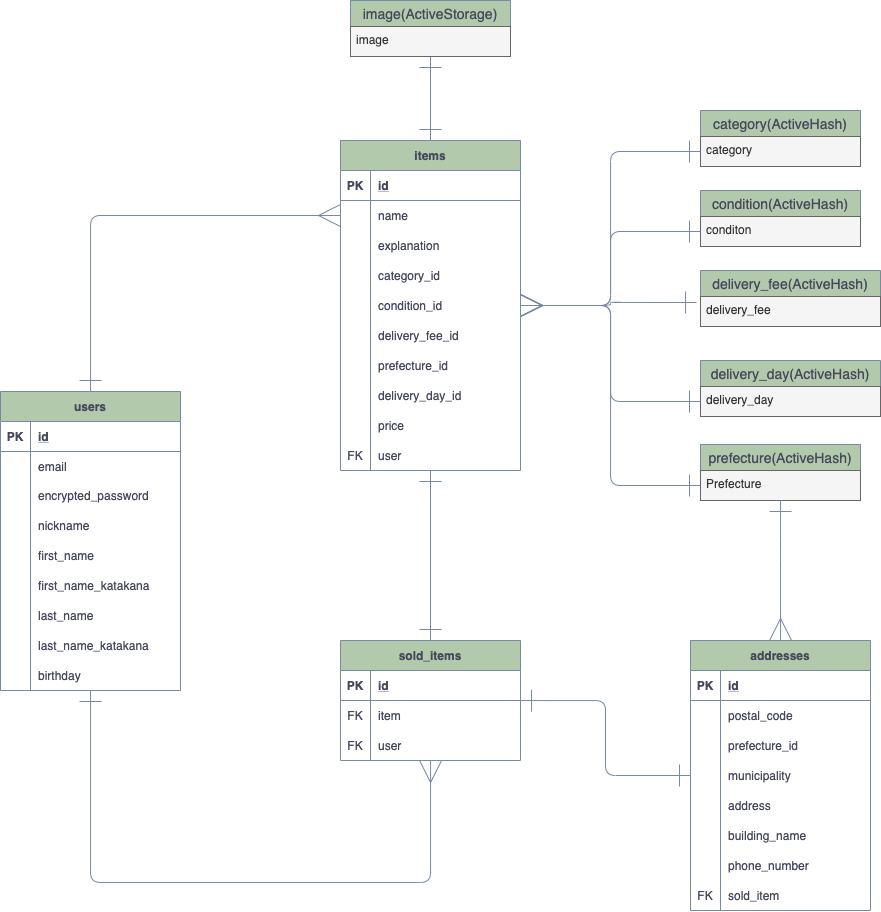 image(ActiveStorage)
image
category(ActiveHash)
category
condition(ActiveHash)
conditon
delivery_fee(ActiveHash)
delivery_fee
delivery_day(ActiveHash)
delivery_day
prefecture(ActiveHash)
Prefecture
items
PK id
name
explanation
category_id
condition_id
delivery_fee_id
prefecture_id
delivery_day_id
price
FK user
users
PK id
email
encrypted_password
nickname
first_name
first_name_katakana
last_name
last_name_katakana
birthday
sold_items
PK id
FK item
FK user
addresses
PK id
postal_code
prefecture_id
municipality
address
building_name
phone_number
FK sold_item